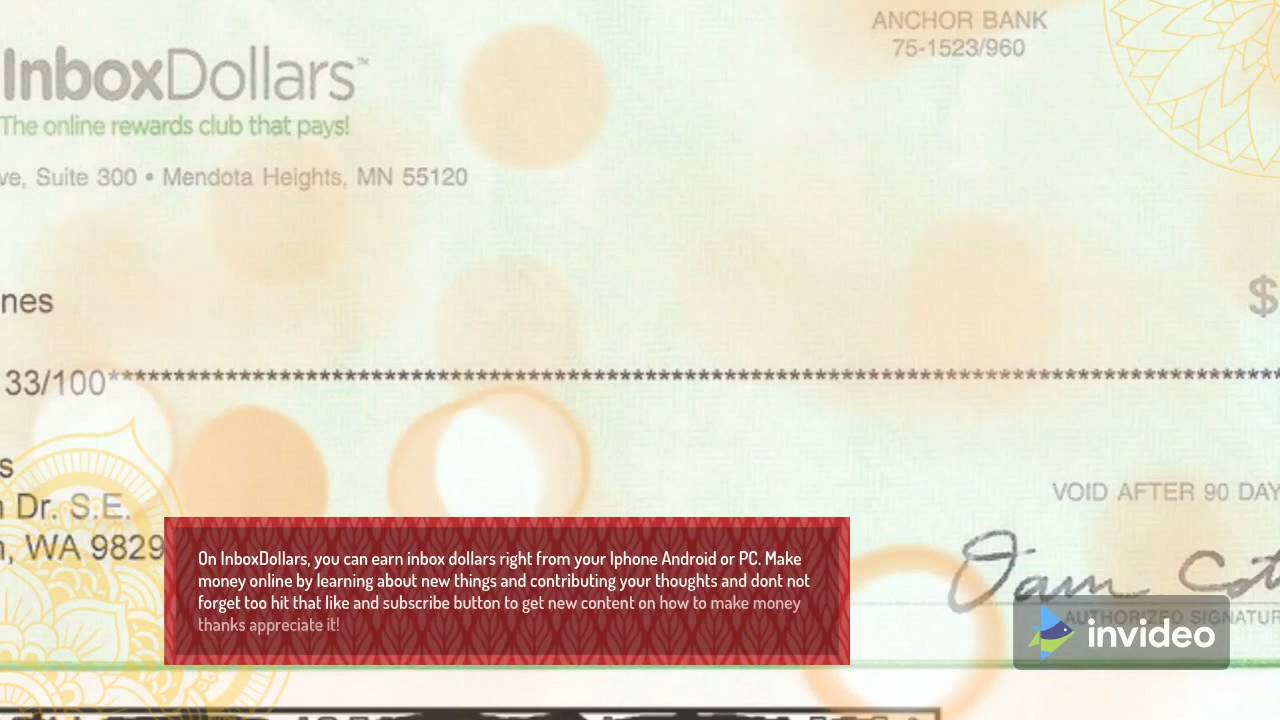 ANCHOR BANK
75-1523/960
InboxDollars™
The online rewards club that pays!
ve, Suite 300 • Mendota Heights, MN 55120
nes
$
33/100**********************************************************************************
s
n Dr. S.E.
n, WA 9829
VOID AFTER 90 DAY
On InboxDollars, you can earn inbox dollars right from your Iphone Android or PC. Make
money online by learning about new things and contributing your thoughts and dont not
forget too hit that like and subscribe button to get new content on how to make money
thanks appreciate it!
AUTHORIZED SIGNATUR
invideo